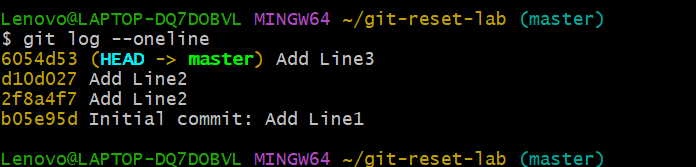 Lenovo@LAPTOP-DQ7DOBVL MINGW64 ~/git-reset-lab (master)
$ git log --oneline
6054d53 (HEAD -> master) Add Line3
d10d027 Add Line2
2f8a4f7 Add Line2
b05e95d Initial commit: Add Line1
Lenovo@LAPTOP-DQ7DOBVL MINGW64 ~/git-reset-lab (master)